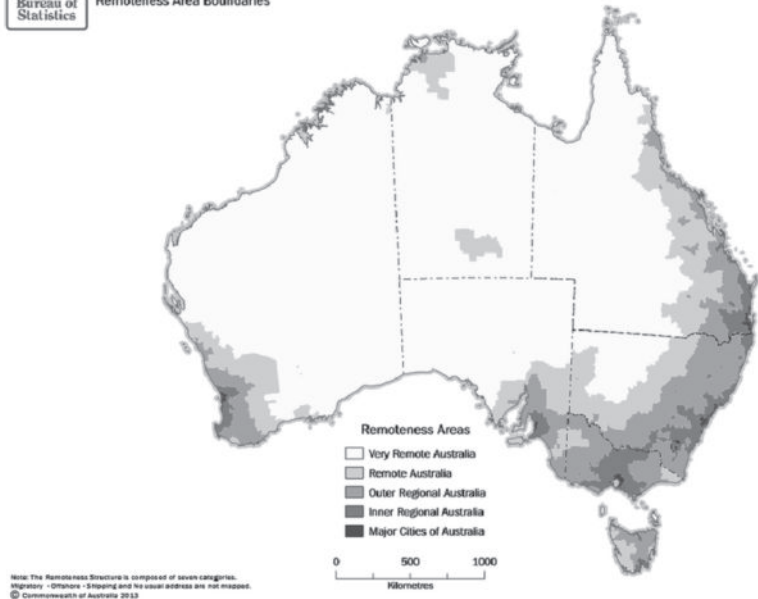 Bureau of
Statistics
Remoteness Area Boundaries
Remoteness Areas
Very Remote Australia
Remote Australia
Outer Regional Australia
Inner Regional Australia
Major Cities of Australia
0 500 1000
Kilometres
Note: The Remoteness Structure is composed of seven categories.
Migratory - Offshore - Shipping and No usual address are not mapped.
© Commonwealth of Australia 2013